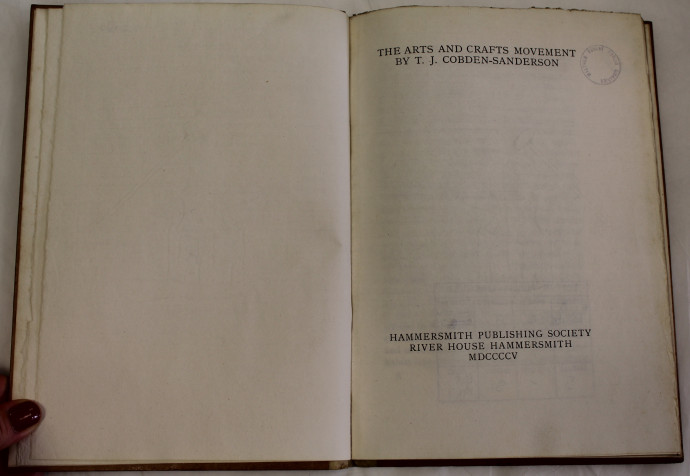 THE ARTS AND CRAFTS MOVEMENT
BY T. J. COBDEN-SANDERSON
HAMMERSMITH PUBLISHING SOCIETY
RIVER HOUSE HAMMERSMITH
MDCCCCV